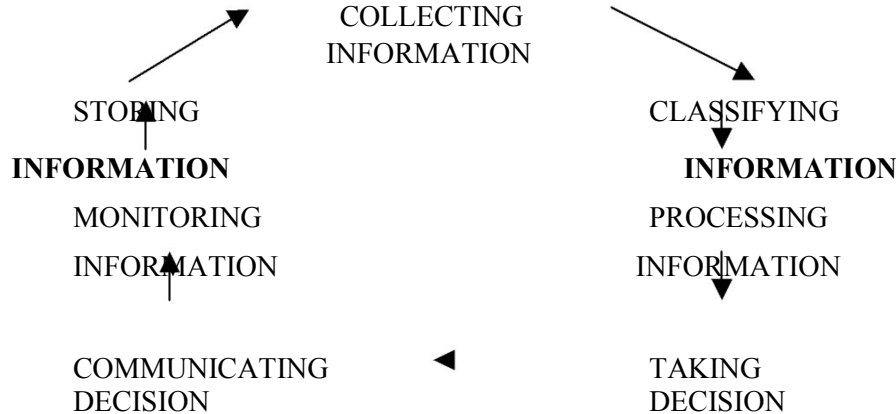 COLLECTING
INFORMATION
STORING
CLASSIFYING
INFORMATION
INFORMATION
MONITORING
PROCESSING
INFORMATION
INFORMATION
COMMUNICATING
TAKING
DECISION
DECISION